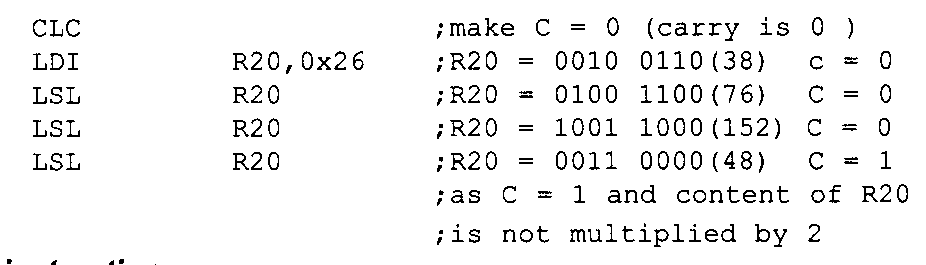 CLC ;make C = 0 (carry is 0 )
LDI R20,0x26 ;R20 = 0010 0110(38) c = 0
LSL R20 ;R20 = 0100 1100(76) C = 0
LSL R20 ;R20 = 1001 1000(152) C = 0
LSL R20 ;R20 = 0011 0000(48) C = 1
;as C = 1 and content of R20
;is not multiplied by 2